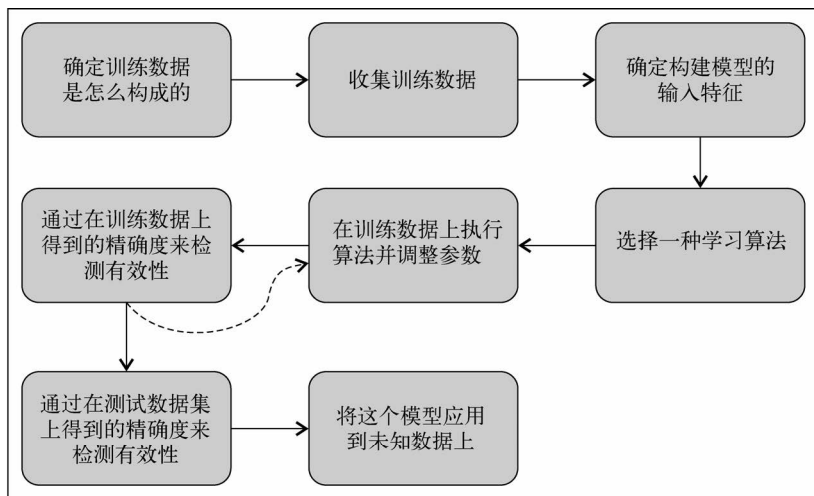 确定训练数据
是怎么构成的
收集训练数据
确定构建模型的
输入特征
选择一种学习算法
在训练数据上执行
算法并调整参数
通过在训练数据上
得到的精确度来检
测有效性
通过在测试数据集
上得到的精确度来
检测有效性
将这个模型应用
到未知数据上